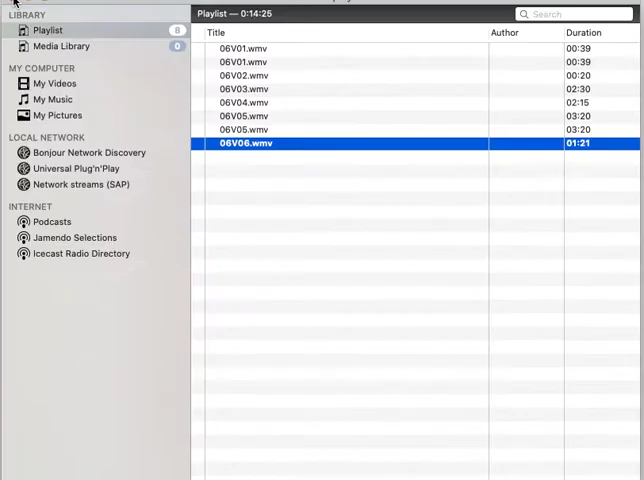 LIBRARY
Playlist 8
Media Library 0
MY COMPUTER
My Videos
My Music
My Pictures
LOCAL NETWORK
Bonjour Network Discovery
Universal Plug'n'Play
Network streams (SAP)
INTERNET
Podcasts
Jamendo Selections
Icecast Radio Directory
Playlist — 0:14:25 Search
Title Author Duration
06V01.wmv 00:39
06V01.wmv 00:39
06V02.wmv 00:20
06V03.wmv 02:30
06V04.wmv 02:15
06V05.wmv 03:20
06V05.wmv 03:20
06V06.wmv 01:21